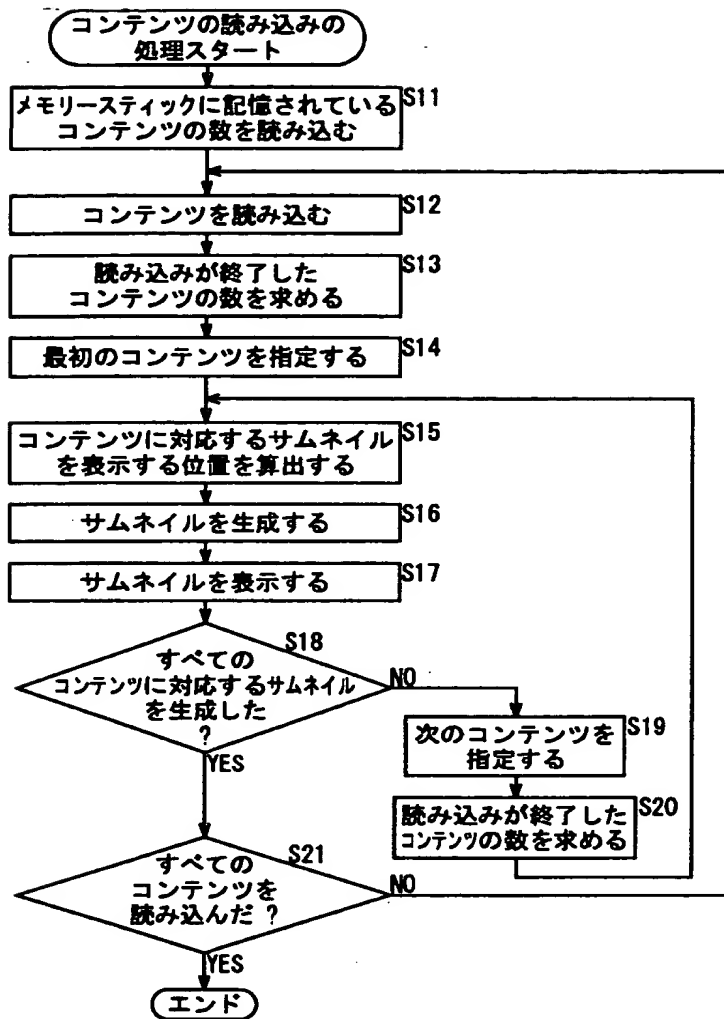 コンテンツの読み込みの
処理スタート
メモリースティックに記憶されている
コンテンツの数を読み込む
S11
コンテンツを読み込む
S12
読み込みが終了した
コンテンツの数を求める
S13
最初のコンテンツを指定する
S14
コンテンツに対応するサムネイル
を表示する位置を算出する
S15
サムネイルを生成する
S16
サムネイルを表示する
S17
すべての
コンテンツに対応するサムネイル
を生成した
?
S18
NO
YES
次のコンテンツを
指定する
S19
読み込みが終了した
コンテンツの数を求める
S20
すべての
コンテンツを
読み込んだ ?
S21
NO
YES
エンド